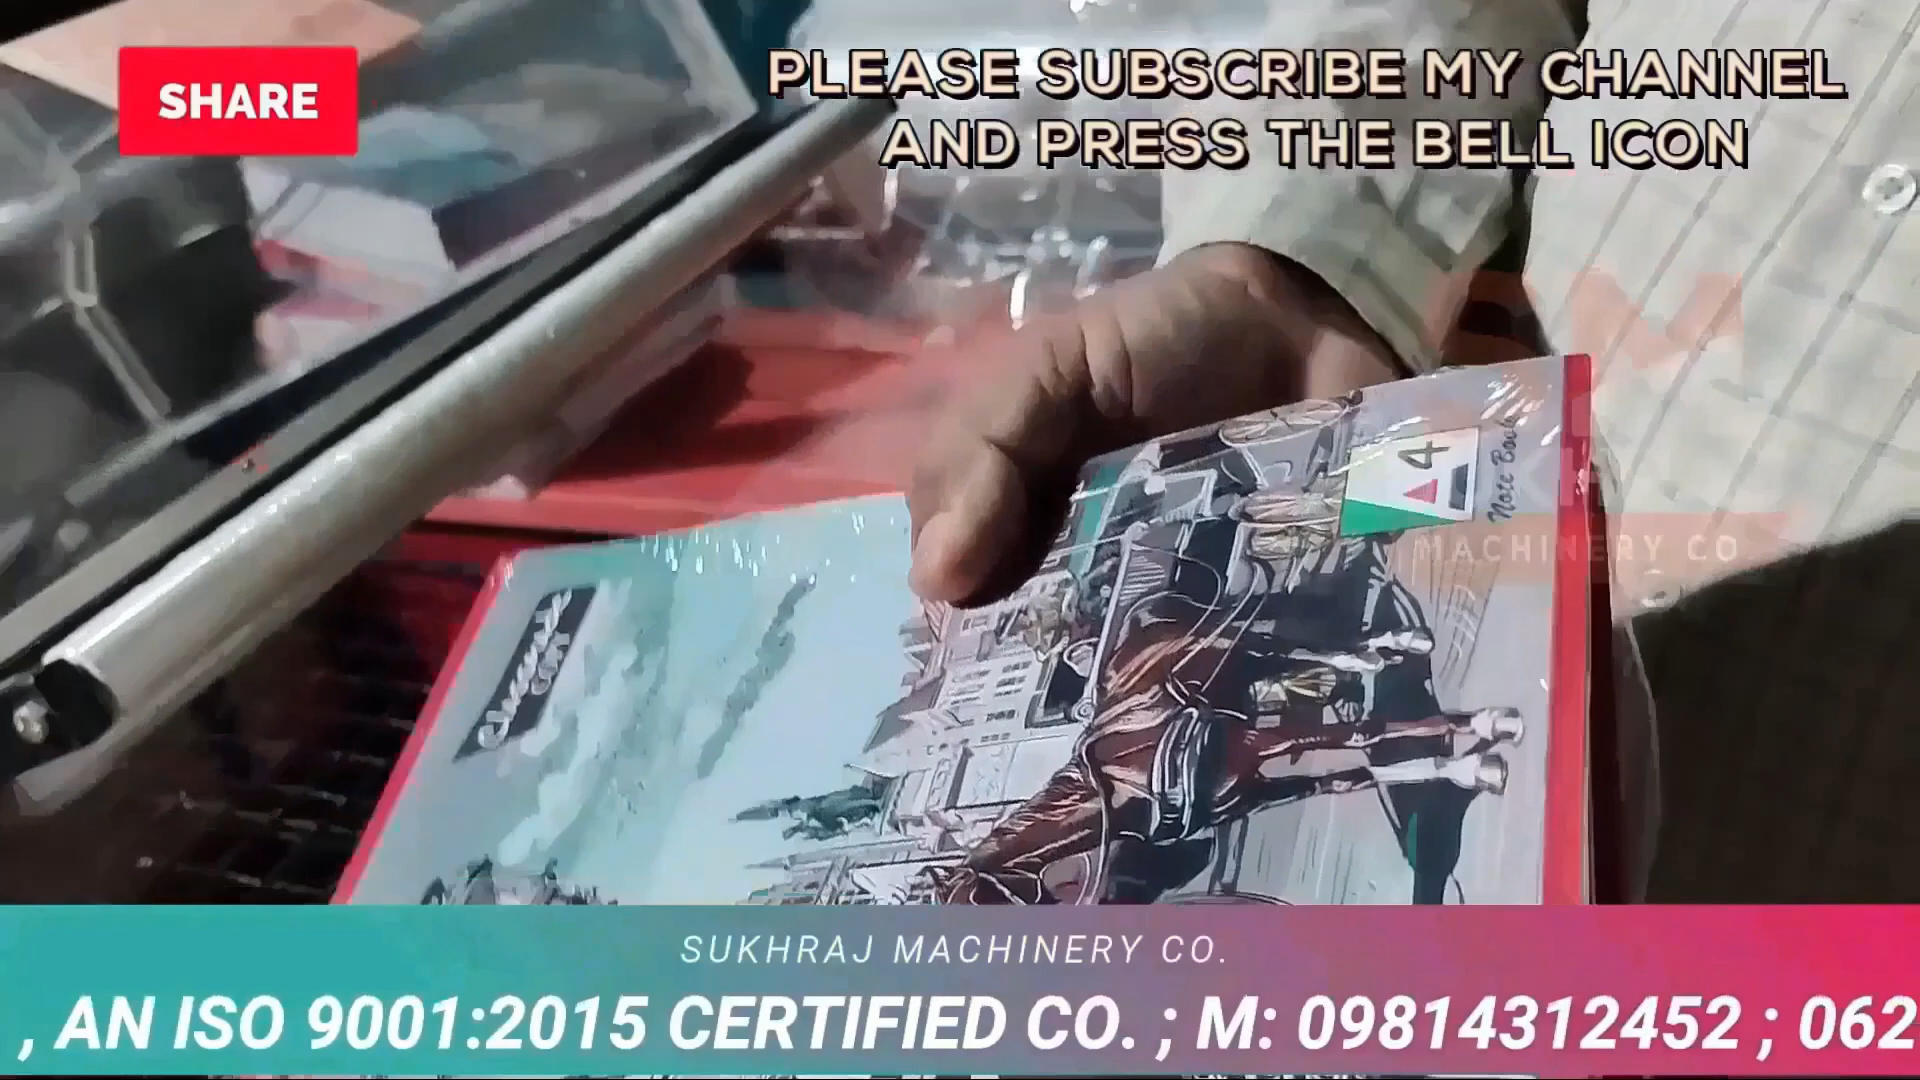 SHARE
PLEASE SUBSCRIBE MY CHANNEL
AND PRESS THE BELL ICON
4
Note Book
MACHINERY CO
SUKHRAJ MACHINERY CO.
, AN ISO 9001:2015 CERTIFIED CO. ; M: 09814312452 ; 062